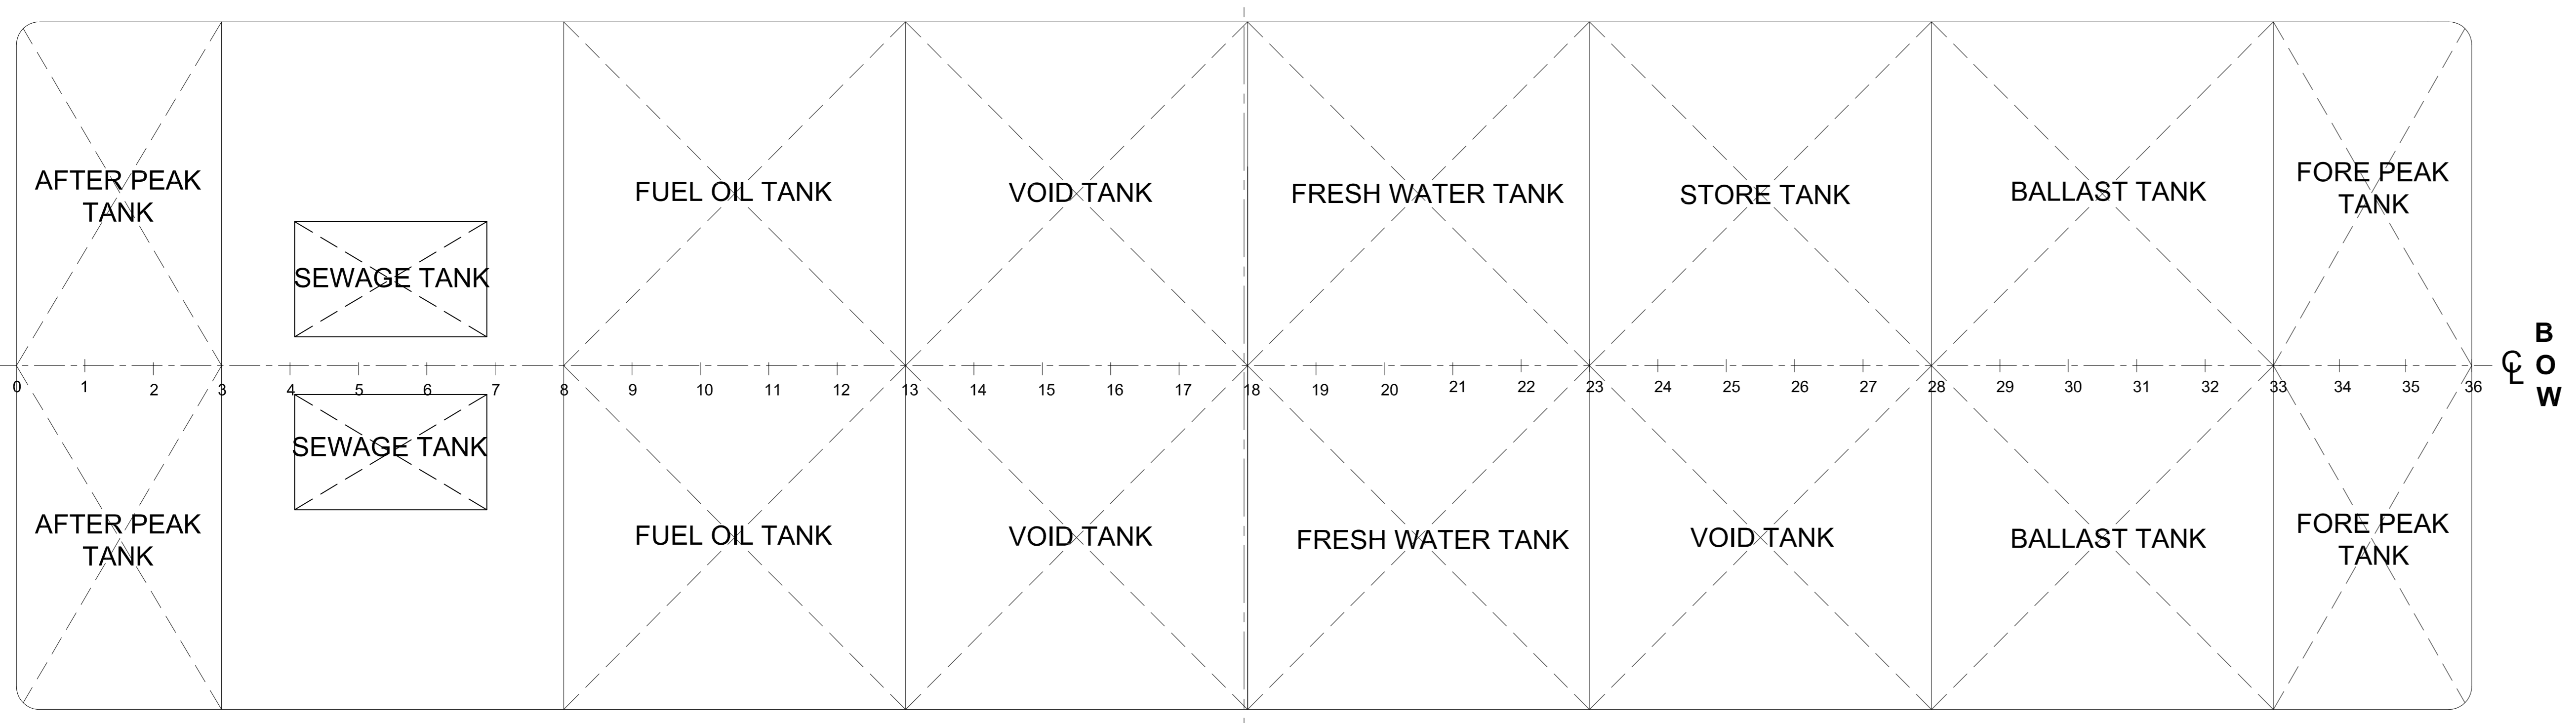 AFTER PEAK
TANK
SEWAGE TANK
FUEL OIL TANK
VOID TANK
FRESH WATER TANK
STORE TANK
BALLAST TANK
FORE PEAK
TANK
0 1 2 3 4 5 6 7 8 9 10 11 12 13 14 15 16 17 18 19 20 21 22 23 24 25 26 27 28 29 30 31 32 33 34 35 36
CL
B
O
W
AFTER PEAK
TANK
SEWAGE TANK
FUEL OIL TANK
VOID TANK
FRESH WATER TANK
VOID TANK
BALLAST TANK
FORE PEAK
TANK